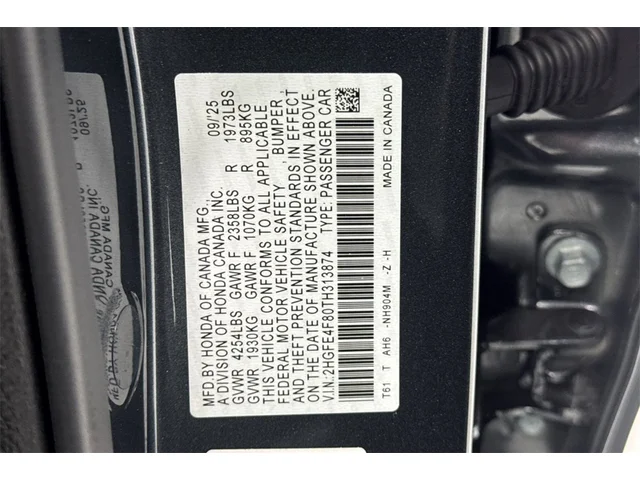 MFD. BY HONDA OF CANADA MFG., 09/'25
A DIVISION OF HONDA CANADA INC.
GVWR 4254LBS GAWR F 2358LBS R 1973LBS
GVWR 1930KG GAWR F 1070KG R 895KG
THIS VEHICLE CONFORMS TO ALL APPLICABLE
FEDERAL MOTOR VEHICLE SAFETY , BUMPER ,
AND THEFT PREVENTION STANDARDS IN EFFECT
ON THE DATE OF MANUFACTURE SHOWN ABOVE.
V.I.N.:2HGFE4F80TH313874 TYPE: PASSENGER CAR
T61 T AH6 -NH904M -Z -H MADE IN CANADA